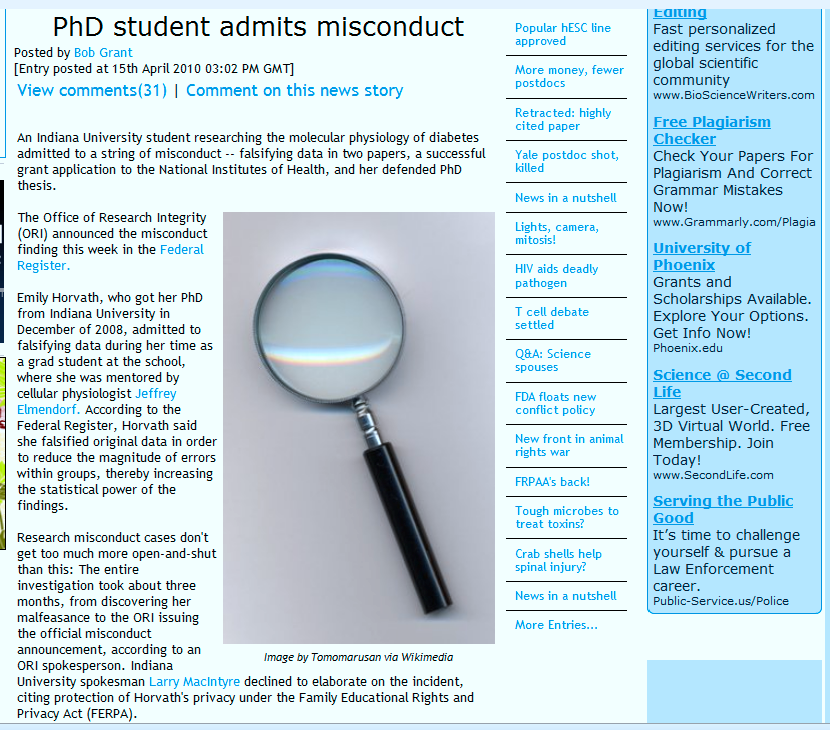 PhD student admits misconduct
Posted by Bob Grant
[Entry posted at 15th April 2010 03:02 PM GMT]
View comments(31) | Comment on this news story
An Indiana University student researching the molecular physiology of diabetes
admitted to a string of misconduct -- falsifying data in two papers, a successful
grant application to the National Institutes of Health, and her defended PhD
thesis.
The Office of Research Integrity
(ORI) announced the misconduct
finding this week in the Federal
Register.
Emily Horvath, who got her PhD
from Indiana University in
December of 2008, admitted to
falsifying data during her time as
a grad student at the school,
where she was mentored by
cellular physiologist Jeffrey
Elmendorf. According to the
Federal Register, Horvath said
she falsified original data in order
to reduce the magnitude of errors
within groups, thereby increasing
the statistical power of the
findings.
Research misconduct cases don't
get too much more open-and-shut
than this: The entire
investigation took about three
months, from discovering her
malfeasance to the ORI issuing
the official misconduct
announcement, according to an
ORI spokesperson. Indiana
University spokesman Larry MacIntyre declined to elaborate on the incident,
citing protection of Horvath's privacy under the Family Educational Rights and
Privacy Act (FERPA).
Image by Tomomarusan via Wikimedia
Popular hESC line
approved
More money, fewer
postdocs
Retracted: highly
cited paper
Yale postdoc shot,
killed
News in a nutshell
Lights, camera,
mitosis!
HIV aids deadly
pathogen
T cell debate
settled
Q&A: Science
spouses
FDA floats new
conflict policy
New front in animal
rights war
FRPAA's back!
Tough microbes to
treat toxins?
Crab shells help
spinal injury?
News in a nutshell
More Entries...
Editing
Fast personalized
editing services for the
global scientific
community
www.BioScienceWriters.com
Free Plagiarism
Checker
Check Your Papers For
Plagiarism And Correct
Grammar Mistakes
Now!
www.Grammarly.com/Plagia
University of
Phoenix
Grants and
Scholarships Available.
Explore Your Options.
Get Info Now!
Phoenix.edu
Science @ Second
Life
Largest User-Created,
3D Virtual World. Free
Membership. Join
Today!
www.SecondLife.com
Serving the Public
Good
It's time to challenge
yourself & pursue a
Law Enforcement
career.
Public-Service.us/Police